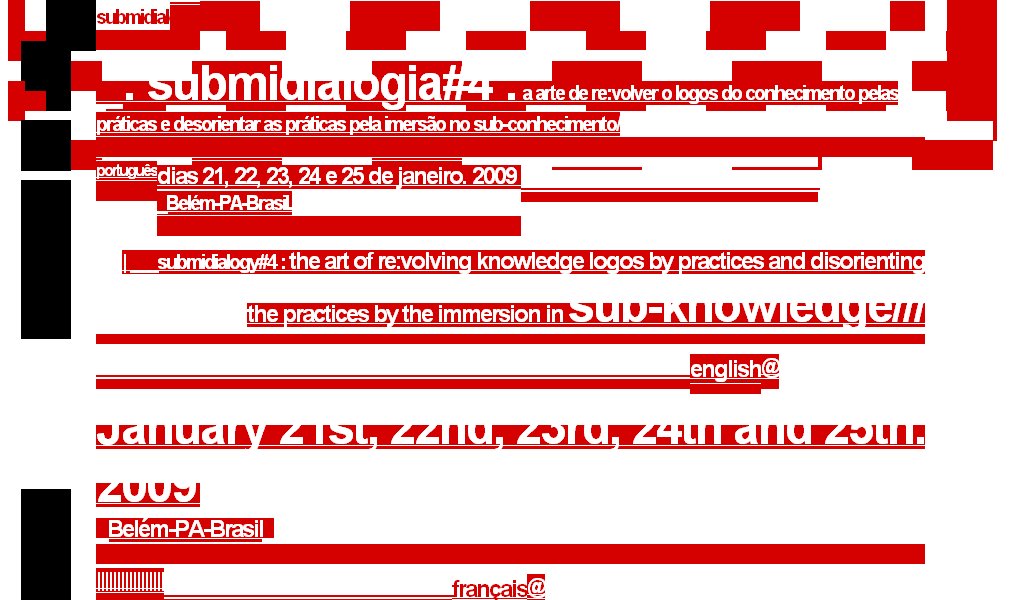 submidial
. submidialogia#4 . a arte de re:volver o logos do conhecimento pelas
práticas e desorientar as práticas pela imersão no sub-conhecimento/
português dias 21, 22, 23, 24 e 25 de janeiro. 2009
_Belém-PA-Brasil.
|____submidialogy#4 : the art of re:volving knowledge logos by practices and disorienting
the practices by the immersion in sub-knowledge///
english@
January 21st, 22nd, 23rd, 24th and 25th.
2009
Belém-PA-Brasil
||||||||||||||||| français@